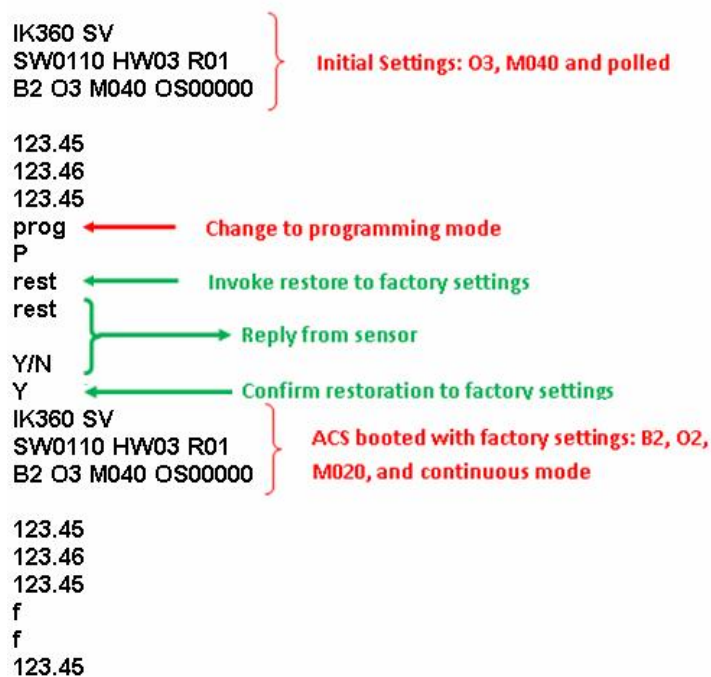 IK360 SV
SW0110 HW03 R01
B2 O3 M040 OS00000
Initial Settings: O3, M040 and polled
123.45
123.46
123.45
prog
Change to programming mode
P
rest
Invoke restore to factory settings
rest
Reply from sensor
Y/N
Y
Confirm restoration to factory settings
IK360 SV
SW0110 HW03 R01
B2 O3 M040 OS00000
ACS booted with factory settings: B2, O2,
M020, and continuous mode
123.45
123.46
123.45
f
f
123.45